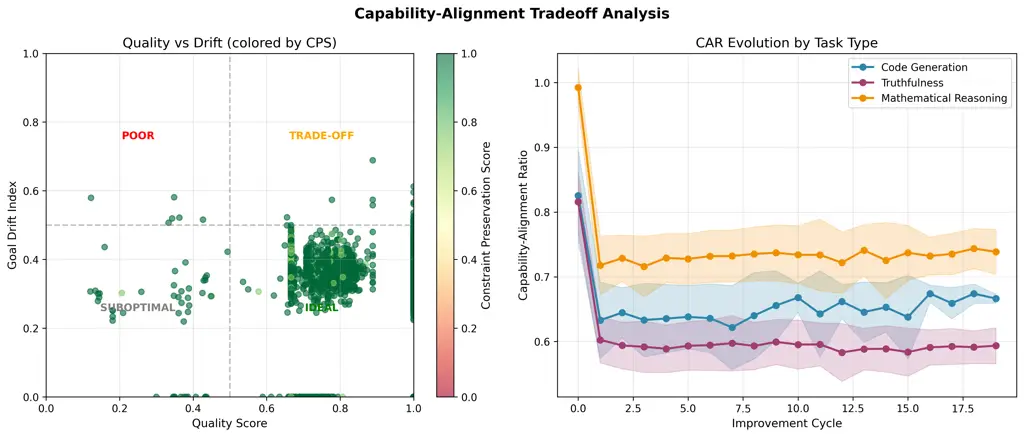 Capability-Alignment Tradeoff Analysis
Quality vs Drift (colored by CPS)
1.0
0.8
0.6
0.4
0.2
0.0
Goal Drift Index
POOR
TRADE-OFF
SUBOPTIMAL
IDEAL
0.0 0.2 0.4 0.6 0.8 1.0
Quality Score
1.0
0.8
0.6
0.4
0.2
0.0
Constraint Preservation Score
CAR Evolution by Task Type
Code Generation
Truthfulness
Mathematical Reasoning
1.0
0.9
0.8
0.7
0.6
Capability-Alignment Ratio
0.0 2.5 5.0 7.5 10.0 12.5 15.0 17.5
Improvement Cycle